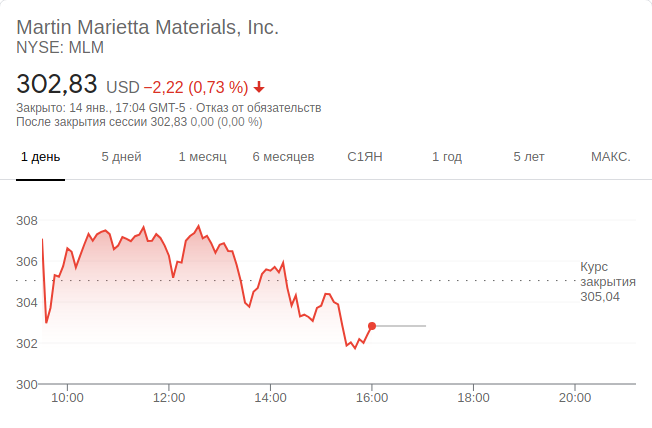 Martin Marietta Materials, Inc.
NYSE: MLM
302,83 USD −2,22 (0,73 %)
Закрыто: 14 янв., 17:04 GMT-5 · Отказ от обязательств
После закрытия сессии 302,83 0,00 (0,00 %)
1 день 5 дней 1 месяц 6 месяцев С1ЯН 1 год 5 лет МАКС.
308
306
304
302
300
Курс
закрытия
305,04
10:00 12:00 14:00 16:00 18:00 20:00